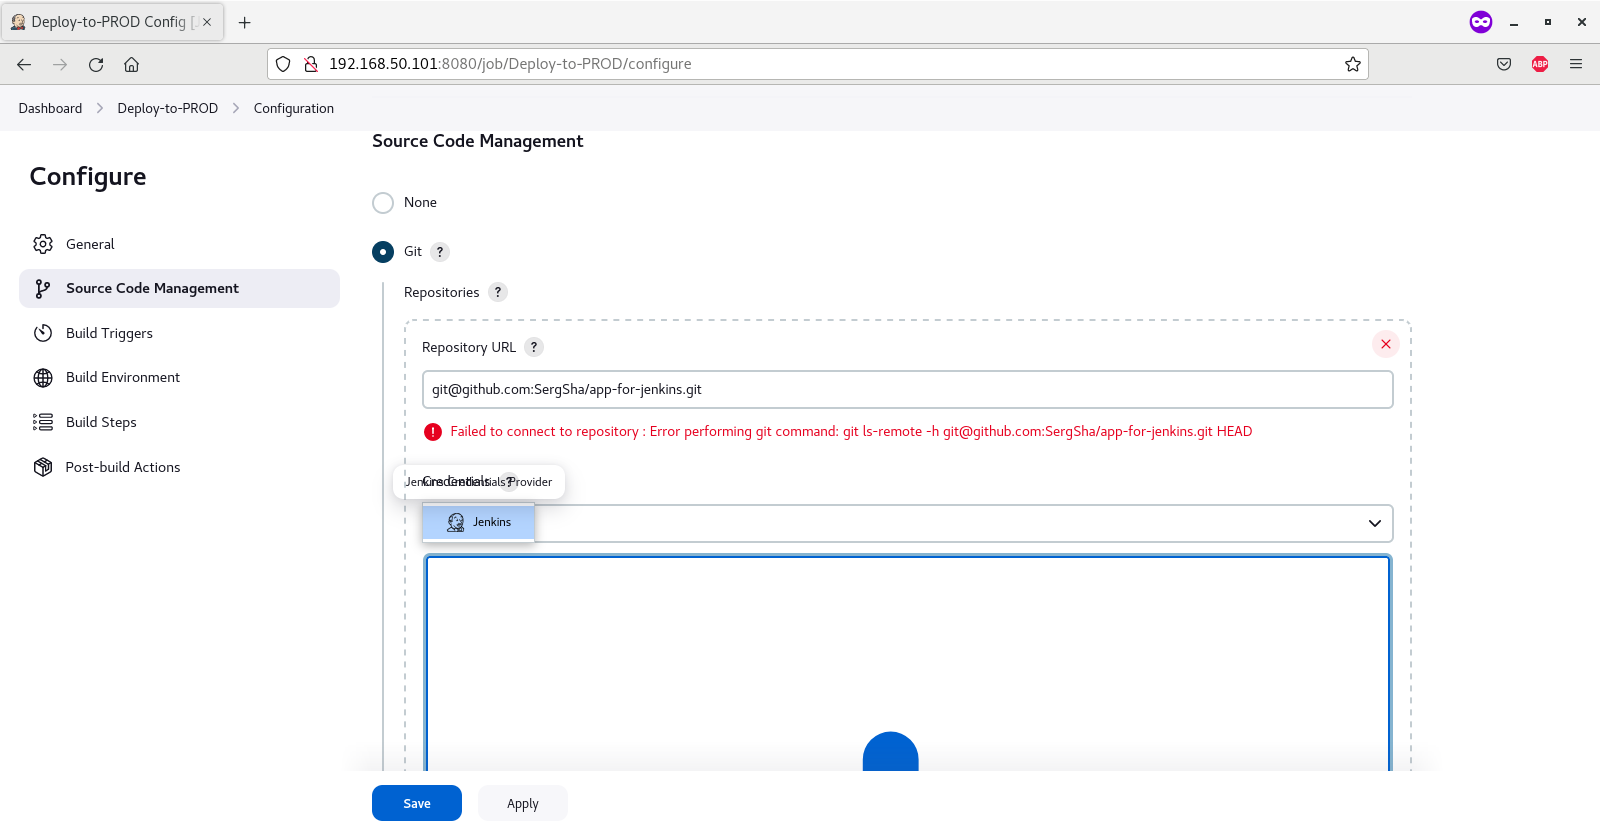 Deploy-to-PROD Config [J
192.168.50.101:8080/job/Deploy-to-PROD/configure
ABP
Dashboard
Deploy-to-PROD
Configuration
Configure
General
Source Code Management
Build Triggers
Build Environment
Build Steps
Post-build Actions
Source Code Management
None
Git ?
Repositories ?
Repository URL ?
git@github.com:SergSha/app-for-jenkins.git
! Failed to connect to repository : Error performing git command: git ls-remote -h git@github.com:SergSha/app-for-jenkins.git HEAD
Credentials ?
Jenkins Credentials Provider
Jenkins
Save
Apply